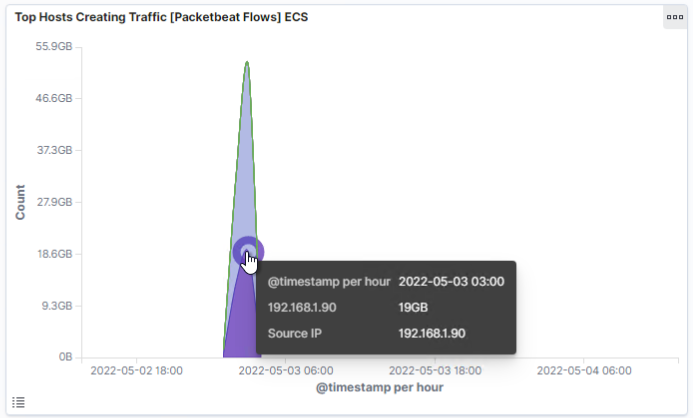 Top Hosts Creating Traffic [Packetbeat Flows] ECS
55.9GB
46.6GB
37.3GB
27.9GB
18.6GB
9.3GB
0B
Count
@timestamp per hour 2022-05-03 03:00
192.168.1.90 19GB
Source IP 192.168.1.90
2022-05-02 18:00 2022-05-03 06:00 2022-05-03 18:00 2022-05-04 06:00
@timestamp per hour